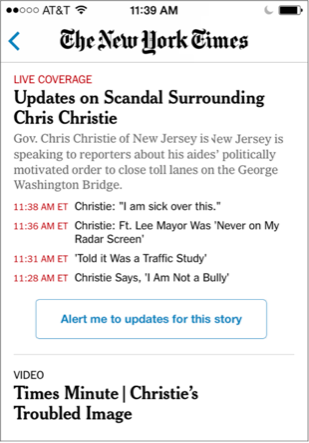 AT&T 11:39 AM
The New York Times
LIVE COVERAGE
Updates on Scandal Surrounding
Chris Christie
Gov. Chris Christie of New Jersey is ew Jersey is
speaking to reporters about his aides' politically
motivated order to close toll lanes on the George
Washington Bridge.
11:38 AM ET Christie: "I am sick over this."
11:36 AM ET Christie: Ft. Lee Mayor Was 'Never on My
Radar Screen'
11:31 AM ET 'Told it Was a Traffic Study'
11:28 AM ET Christie Says, 'I Am Not a Bully'
Alert me to updates for this story
VIDEO
Times Minute | Christie's
Troubled Image